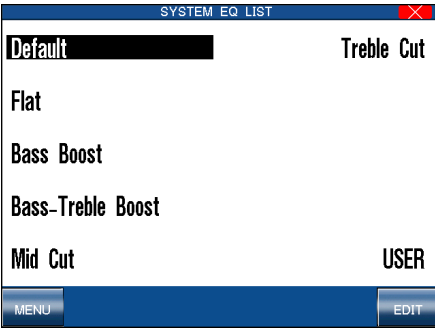 SYSTEM EQ LIST
Default
Treble Cut
Flat
Bass Boost
Bass-Treble Boost
Mid Cut
USER
MENU
EDIT